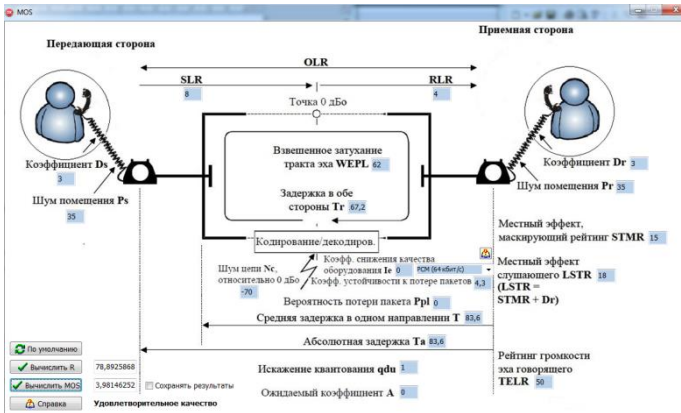 MOS
Передающая сторона
Приемная сторона
OLR
SLR
RLR
8
4
Точка 0 дБо
Взвешенное затухание
тракта эха WEPL 62
Коэффициент Ds
3
Коэффициент Dr 3
Шум помещения Ps
35
Шум помещения Pr 35
Задержка в обе
стороны Tr 67,2
Кодирование/декодиров.
Местный эффект,
маскирующий рейтинг STMR 15
Шум цепи Nc,
относительно 0 дБо
-70
Коэфф. снижения качества
оборудования Ie 0 PCM (64 кбит/с)
Коэфф. устойчивости к потере пакетов 4,3
Местный эффект
слушающего LSTR 18
(LSTR =
STMR + Dr)
Вероятность потери пакета Ppl 0
Средняя задержка в одном направлении T 83,6
Абсолютная задержка Ta 83,6
По умолчанию
Вычислить R 78,8925868
Вычислить MOS 3,98146252 Сохранять результаты
Справка Удовлетворительное качество
Искажение квантования qdu 1
Ожидаемый коэффициент A 0
Рейтинг громкости
эха говорящего
TELR 50